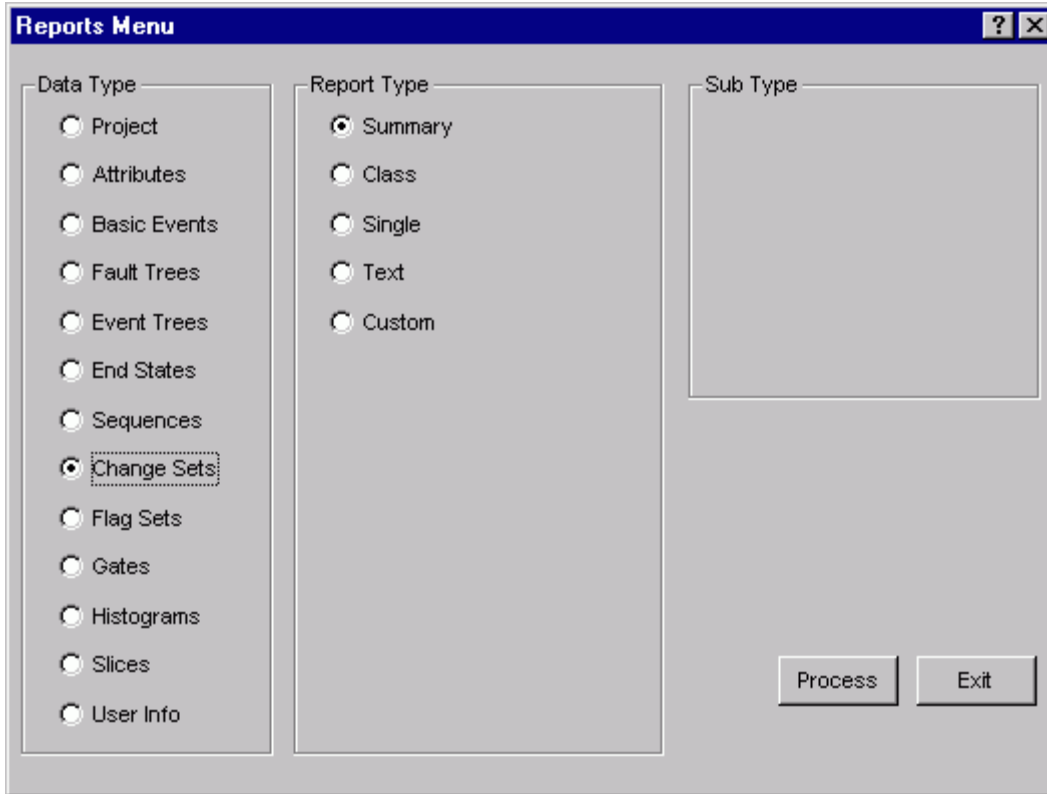 Reports Menu
Data Type
Project
Attributes
Basic Events
Fault Trees
Event Trees
End States
Sequences
Change Sets
Flag Sets
Gates
Histograms
Slices
User Info
Report Type
Summary
Class
Single
Text
Custom
Sub Type
Process
Exit